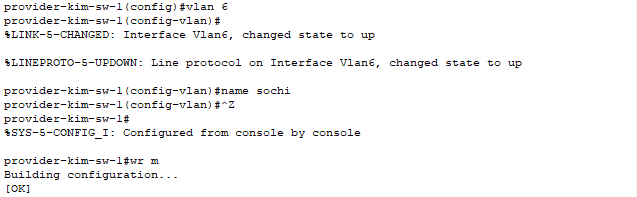 provider-kim-sw-1(config)#vlan 6
provider-kim-sw-1(config-vlan)#
%LINK-5-CHANGED: Interface Vlan6, changed state to up
%LINEPROTO-5-UPDOWN: Line protocol on Interface Vlan6, changed state to up
provider-kim-sw-1(config-vlan)#name sochi
provider-kim-sw-1(config-vlan)#^Z
provider-kim-sw-1#
%SYS-5-CONFIG_I: Configured from console by console
provider-kim-sw-1#wr m
Building configuration...
[OK]